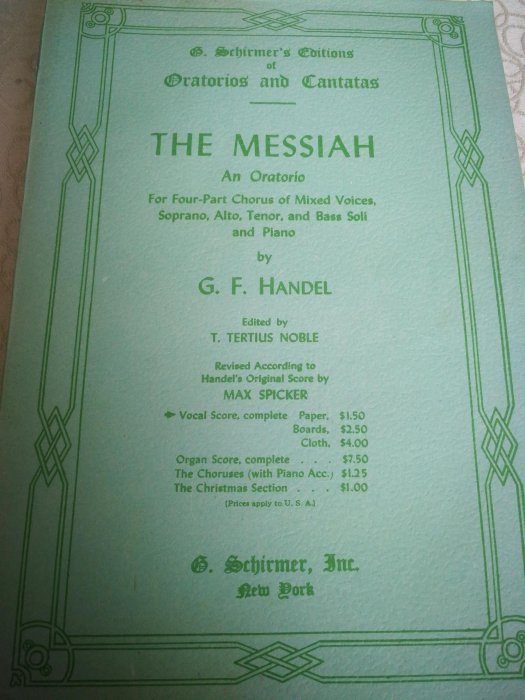 G. Schirmer's Editions
of
Oratorios and Cantatas
THE MESSIAH
An Oratorio
For Four-Part Chorus of Mixed Voices,
Soprano, Alto, Tenor, and Bass Soli
and Piano
by
G. F. HANDEL
Edited by
T. TERTIUS NOBLE
Revised According to
Handel's Original Score by
MAX SPICKER
Vocal Score, complete Paper, $1.50
Boards, $2.50
Cloth, $4.00
Organ Score, complete . . . $7.50
The Choruses (with Piano Acc.) $1.25
The Christmas Section . . . $1.00
(Prices apply to U. S. A.)
G. Schirmer, Inc.
New York